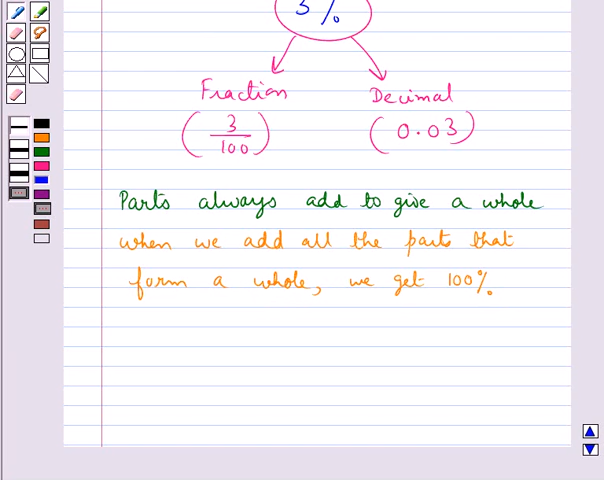 3%
Fraction Decimal
(3/100) (0.03)
Parts always add to give a whole
when we add all the parts that
form a whole, we get 100%.